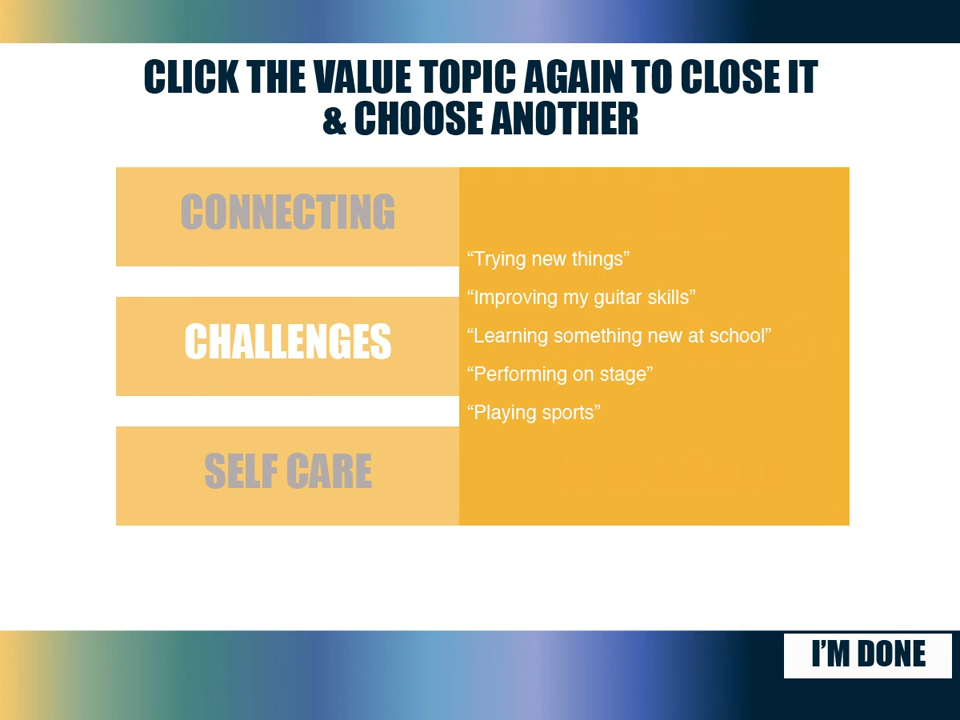 CLICK THE VALUE TOPIC AGAIN TO CLOSE IT
& CHOOSE ANOTHER
CONNECTING
CHALLENGES
SELF CARE
“Trying new things”
“Improving my guitar skills”
“Learning something new at school”
“Performing on stage”
“Playing sports”
I’M DONE